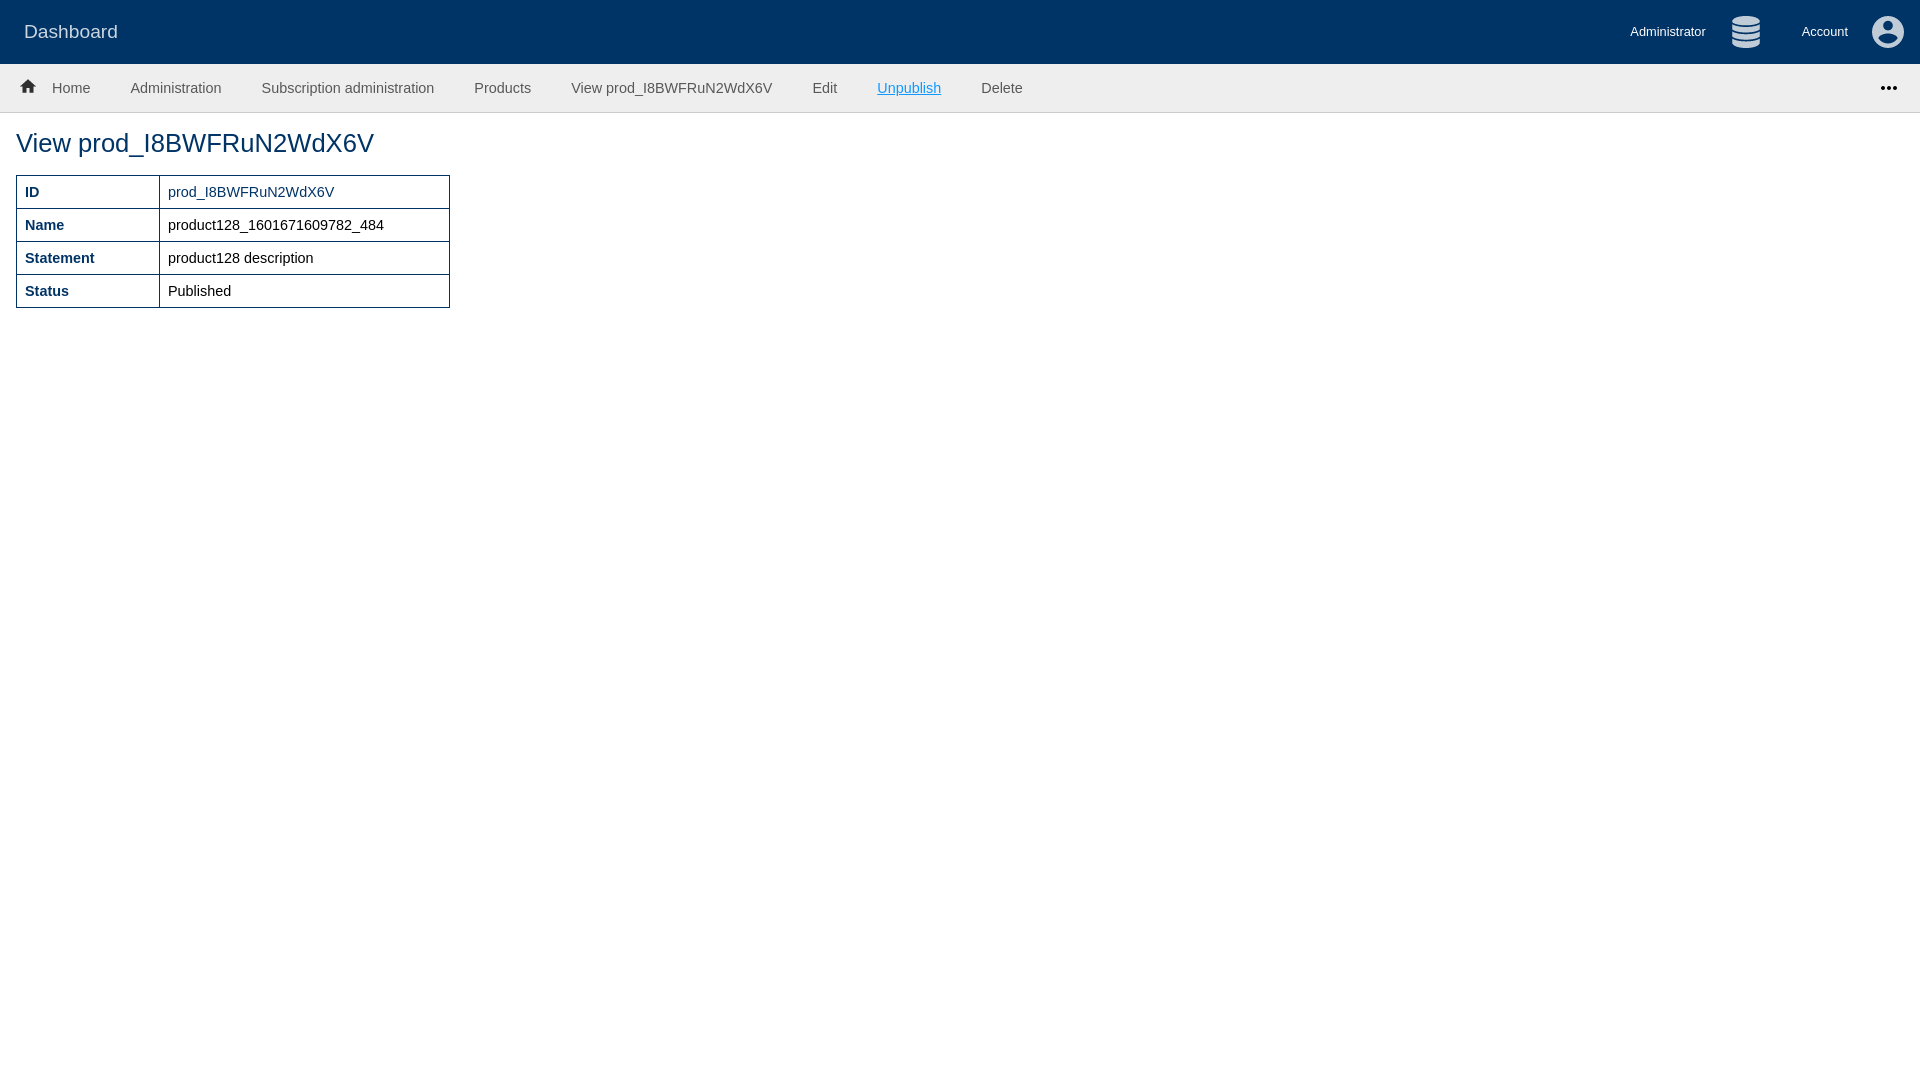 Dashboard
Administrator
Account
Home
Administration
Subscription administration
Products
View prod_I8BWFRuN2WdX6V
Edit
Unpublish
Delete
View prod_I8BWFRuN2WdX6V
ID prod_I8BWFRuN2WdX6V
Name product128_1601671609782_484
Statement product128 description
Status Published